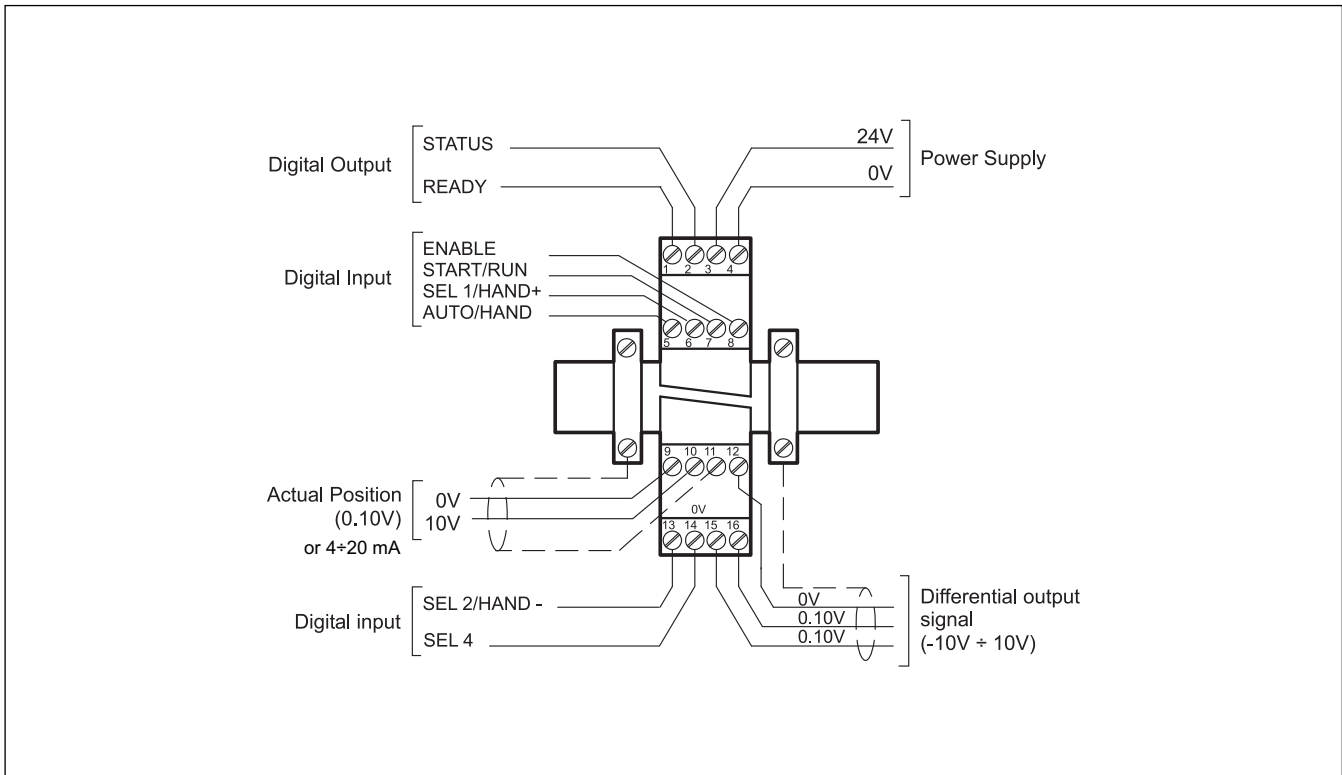 Digital Output
STATUS
READY
24V
0V
Power Supply
1 2 3 4
Digital Input
ENABLE
START/RUN
SEL 1/HAND+
AUTO/HAND
5 6 7 8
9 10 11 12
Actual Position
(0.10V)
or 4÷20 mA
0V
10V
0V
13 14 15 16
Digital input
SEL 2/HAND -
SEL 4
0V
0.10V
0.10V
Differential output
signal
(-10V ÷ 10V)